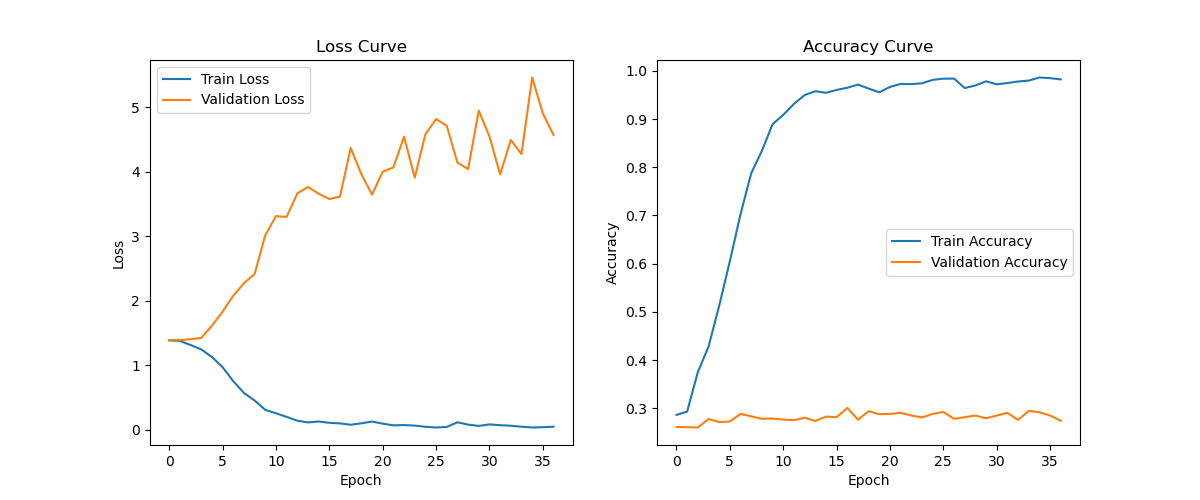 Loss Curve
Train Loss
Validation Loss
5
4
3
2
1
0
Loss
0 5 10 15 20 25 30 35
Epoch
Accuracy Curve
1.0
0.9
0.8
0.7
0.6
0.5
0.4
0.3
Accuracy
Train Accuracy
Validation Accuracy
0 5 10 15 20 25 30 35
Epoch